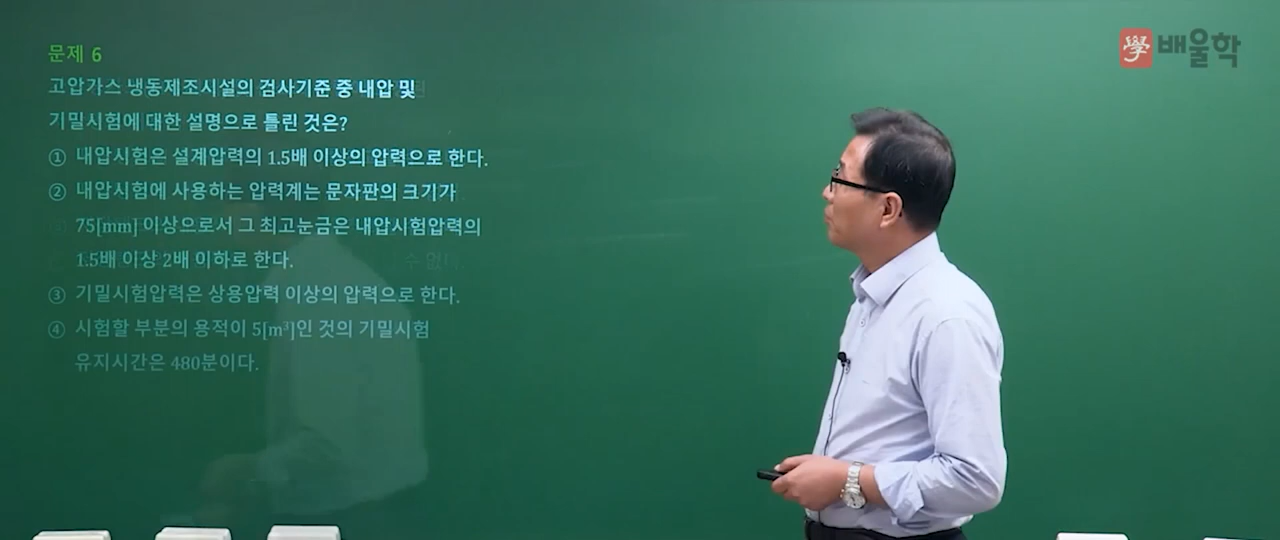 문제 6
고압가스 냉동제조시설의 검사기준 중 내압 및
기밀시험에 대한 설명으로 틀린 것은?
① 내압시험은 설계압력의 1.5배 이상의 압력으로 한다.
② 내압시험에 사용하는 압력계는 문자판의 크기가
75[mm] 이상으로서 그 최고눈금은 내압시험압력의
1.5배 이상 2배 이하로 한다.
수 없다.
③ 기밀시험압력은 상용압력 이상의 압력으로 한다.
④ 시험할 부분의 용적이 5[m³]인 것의 기밀시험
유지시간은 480분이다.
學 배울학